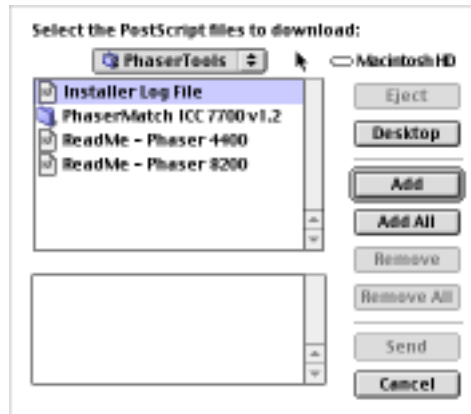 Select the PostScript files to download:
PhaserTools
Macintosh HD
Installer Log File
PhaserMatch ICC 7700 v1.2
ReadMe - Phaser 4400
ReadMe - Phaser 8200
Eject
Desktop
Add
Add All
Remove
Remove All
Send
Cancel